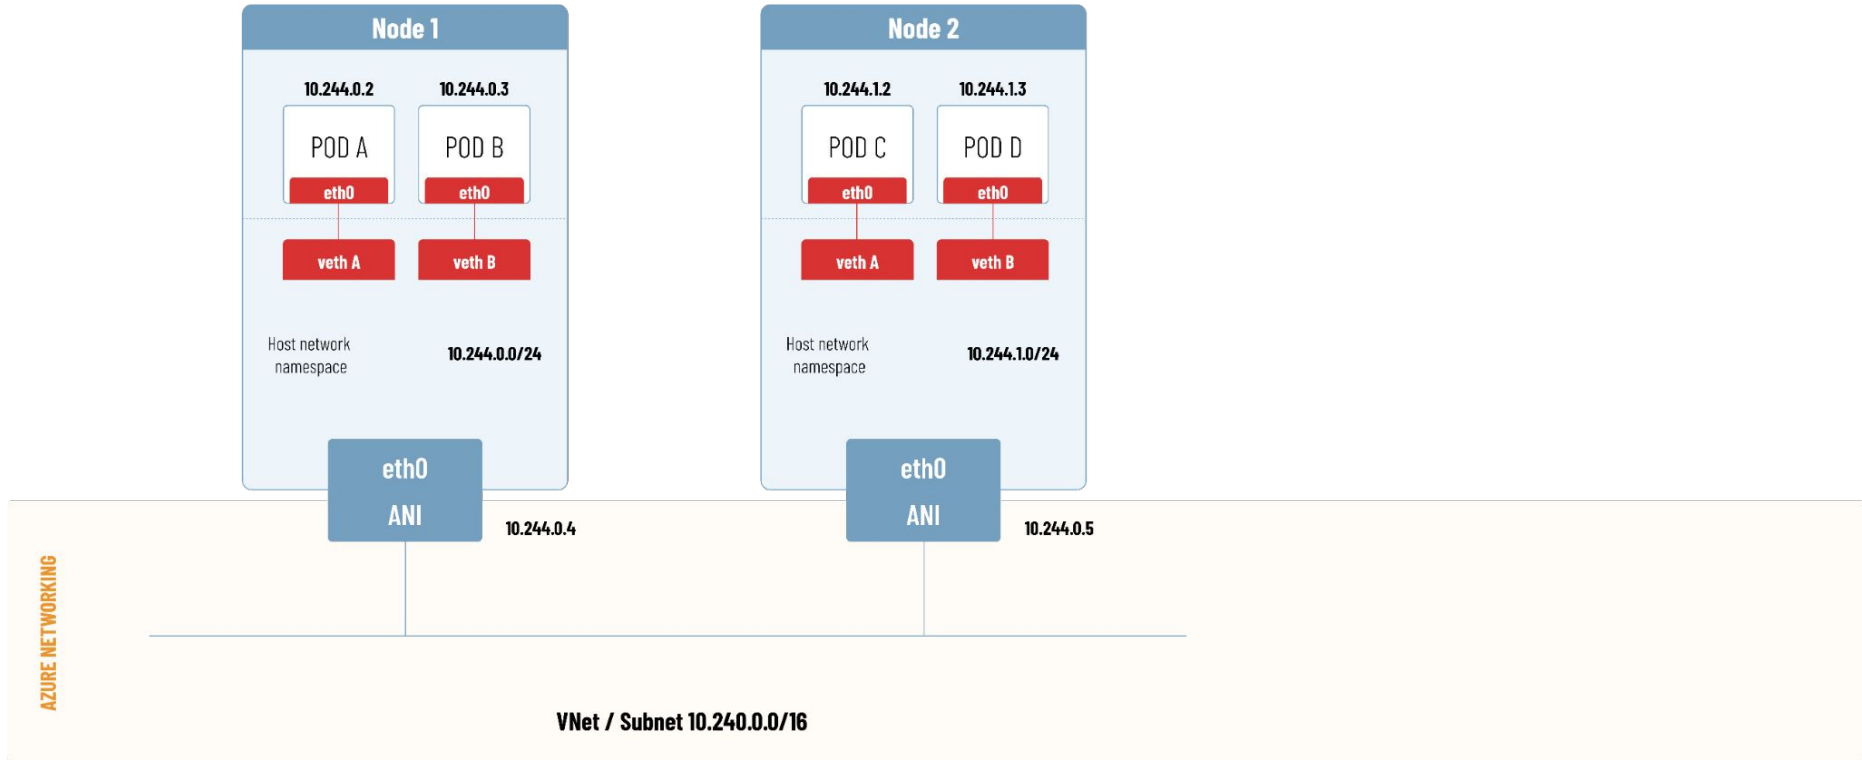 Node 1
10.244.0.2
10.244.0.3
POD A
POD B
eth0
eth0
veth A
veth B
Host network
namespace
10.244.0.0/24
eth0
ANI
10.244.0.4
Node 2
10.244.1.2
10.244.1.3
POD C
POD D
eth0
eth0
veth A
veth B
Host network
namespace
10.244.1.0/24
eth0
ANI
10.244.0.5
AZURE NETWORKING
VNet / Subnet 10.240.0.0/16